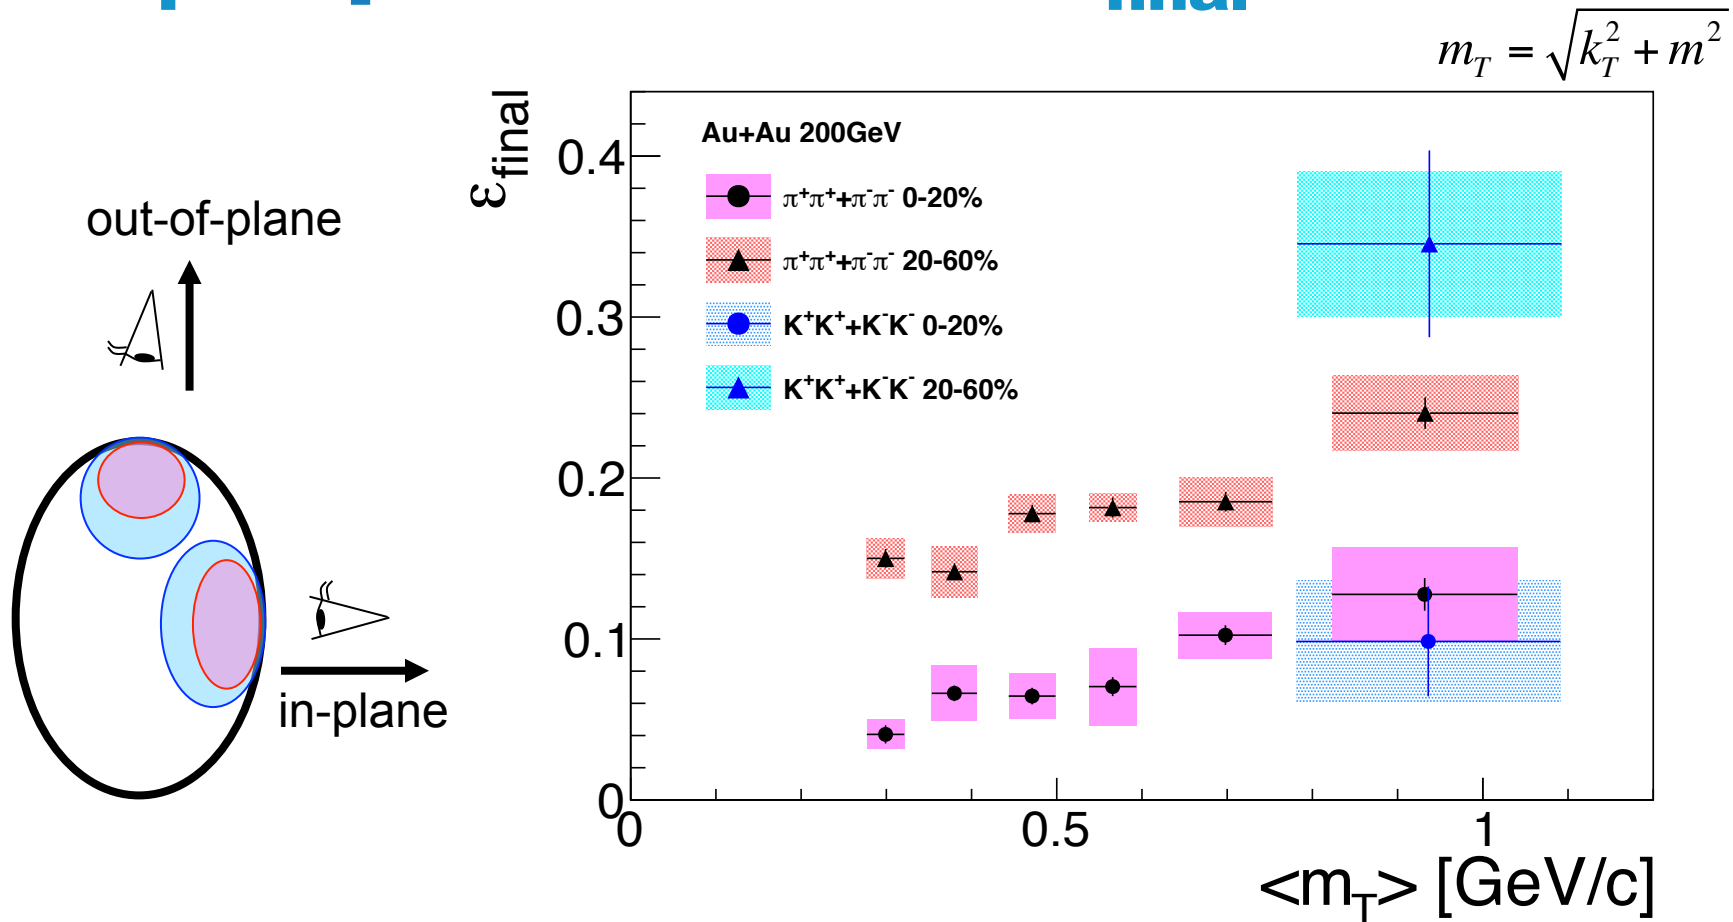 final
m_T = √(k_T^2 + m^2)
ε_final
Au+Au 200GeV
π⁺π⁺+π⁻π⁻ 0-20%
π⁺π⁺+π⁻π⁻ 20-60%
K⁺K⁺+K⁻K⁻ 0-20%
K⁺K⁺+K⁻K⁻ 20-60%
out-of-plane
in-plane
0.4
0.3
0.2
0.1
0
0 0.5 1
<m_T> [GeV/c]